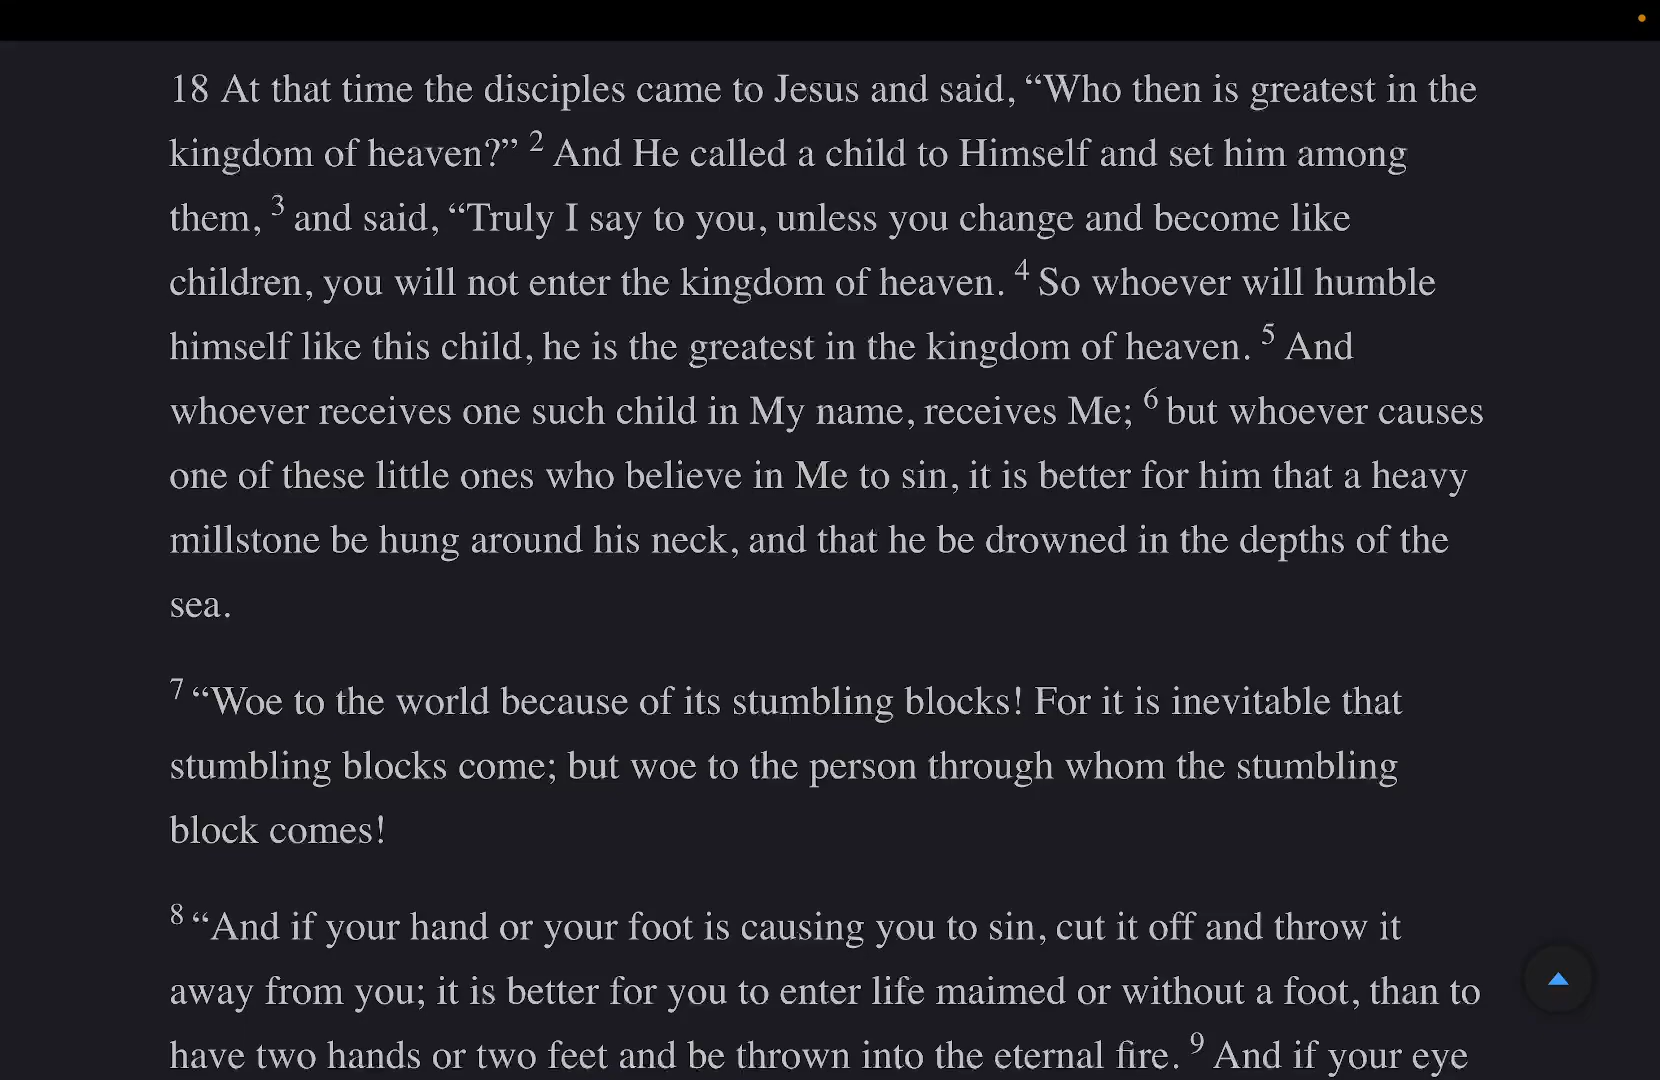 18 At that time the disciples came to Jesus and said, “Who then is greatest in the
kingdom of heaven?” 2 And He called a child to Himself and set him among
them, 3 and said, “Truly I say to you, unless you change and become like
children, you will not enter the kingdom of heaven. 4 So whoever will humble
himself like this child, he is the greatest in the kingdom of heaven. 5 And
whoever receives one such child in My name, receives Me; 6 but whoever causes
one of these little ones who believe in Me to sin, it is better for him that a heavy
millstone be hung around his neck, and that he be drowned in the depths of the
sea.
7 “Woe to the world because of its stumbling blocks! For it is inevitable that
stumbling blocks come; but woe to the person through whom the stumbling
block comes!
8 “And if your hand or your foot is causing you to sin, cut it off and throw it
away from you; it is better for you to enter life maimed or without a foot, than to
have two hands or two feet and be thrown into the eternal fire. 9 And if your eye